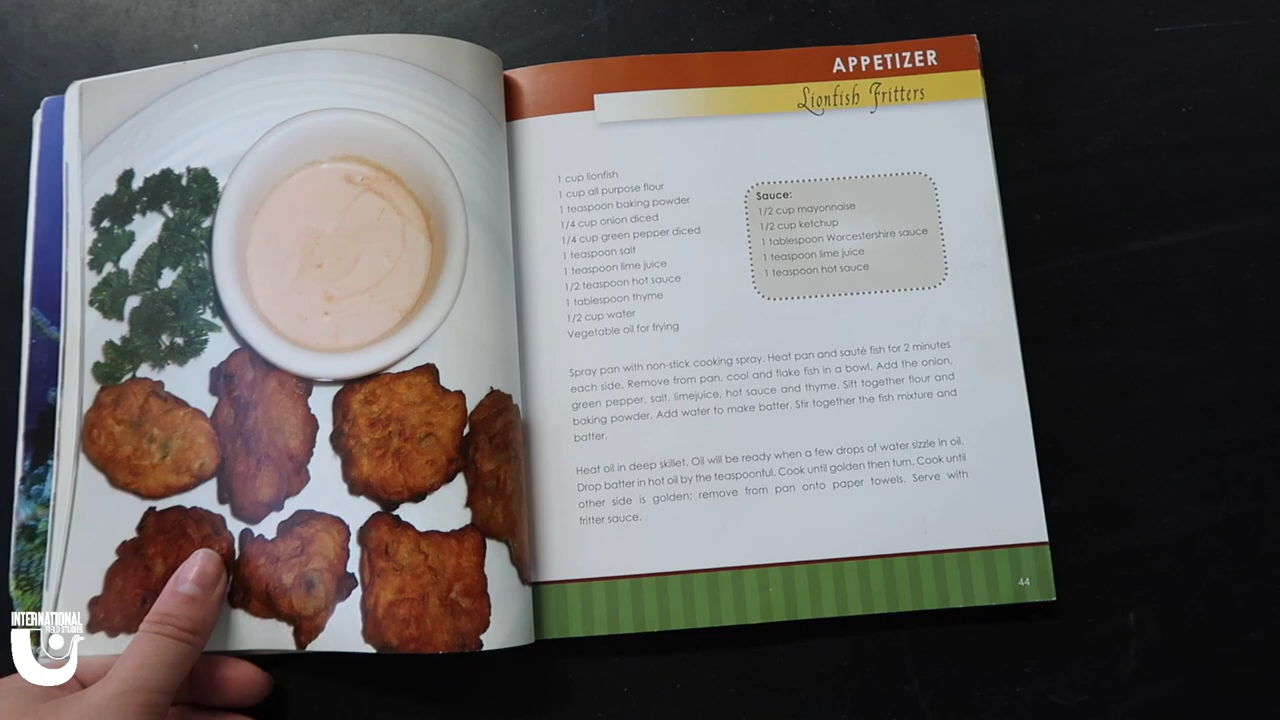 APPETIZER
Lionfish Fritters
1 cup lionfish
1 cup all purpose flour
1 teaspoon baking powder
1/4 cup onion diced
1/4 cup green pepper diced
1 teaspoon salt
1 teaspoon lime juice
1/2 teaspoon hot sauce
1 tablespoon thyme
1/2 cup water
Vegetable oil for frying
Sauce:
1/2 cup mayonnaise
1/2 cup ketchup
1 tablespoon Worcestershire sauce
1 teaspoon lime juice
1 teaspoon hot sauce
Spray pan with non-stick cooking spray. Heat pan and sauté fish for 2 minutes
each side. Remove from pan, cool and flake fish in a bowl. Add the onion,
green pepper, salt, limejuice, hot sauce and thyme. Sift together flour and
baking powder. Add water to make batter. Stir together the fish mixture and
batter.
Heat oil in deep skillet. Oil will be ready when a few drops of water sizzle in oil.
Drop batter in hot oil by the teaspoonful. Cook until golden then turn. Cook until
other side is golden; remove from pan onto paper towels. Serve with
fritter sauce.
44
INTERNATIONAL
FIELD STUDIES